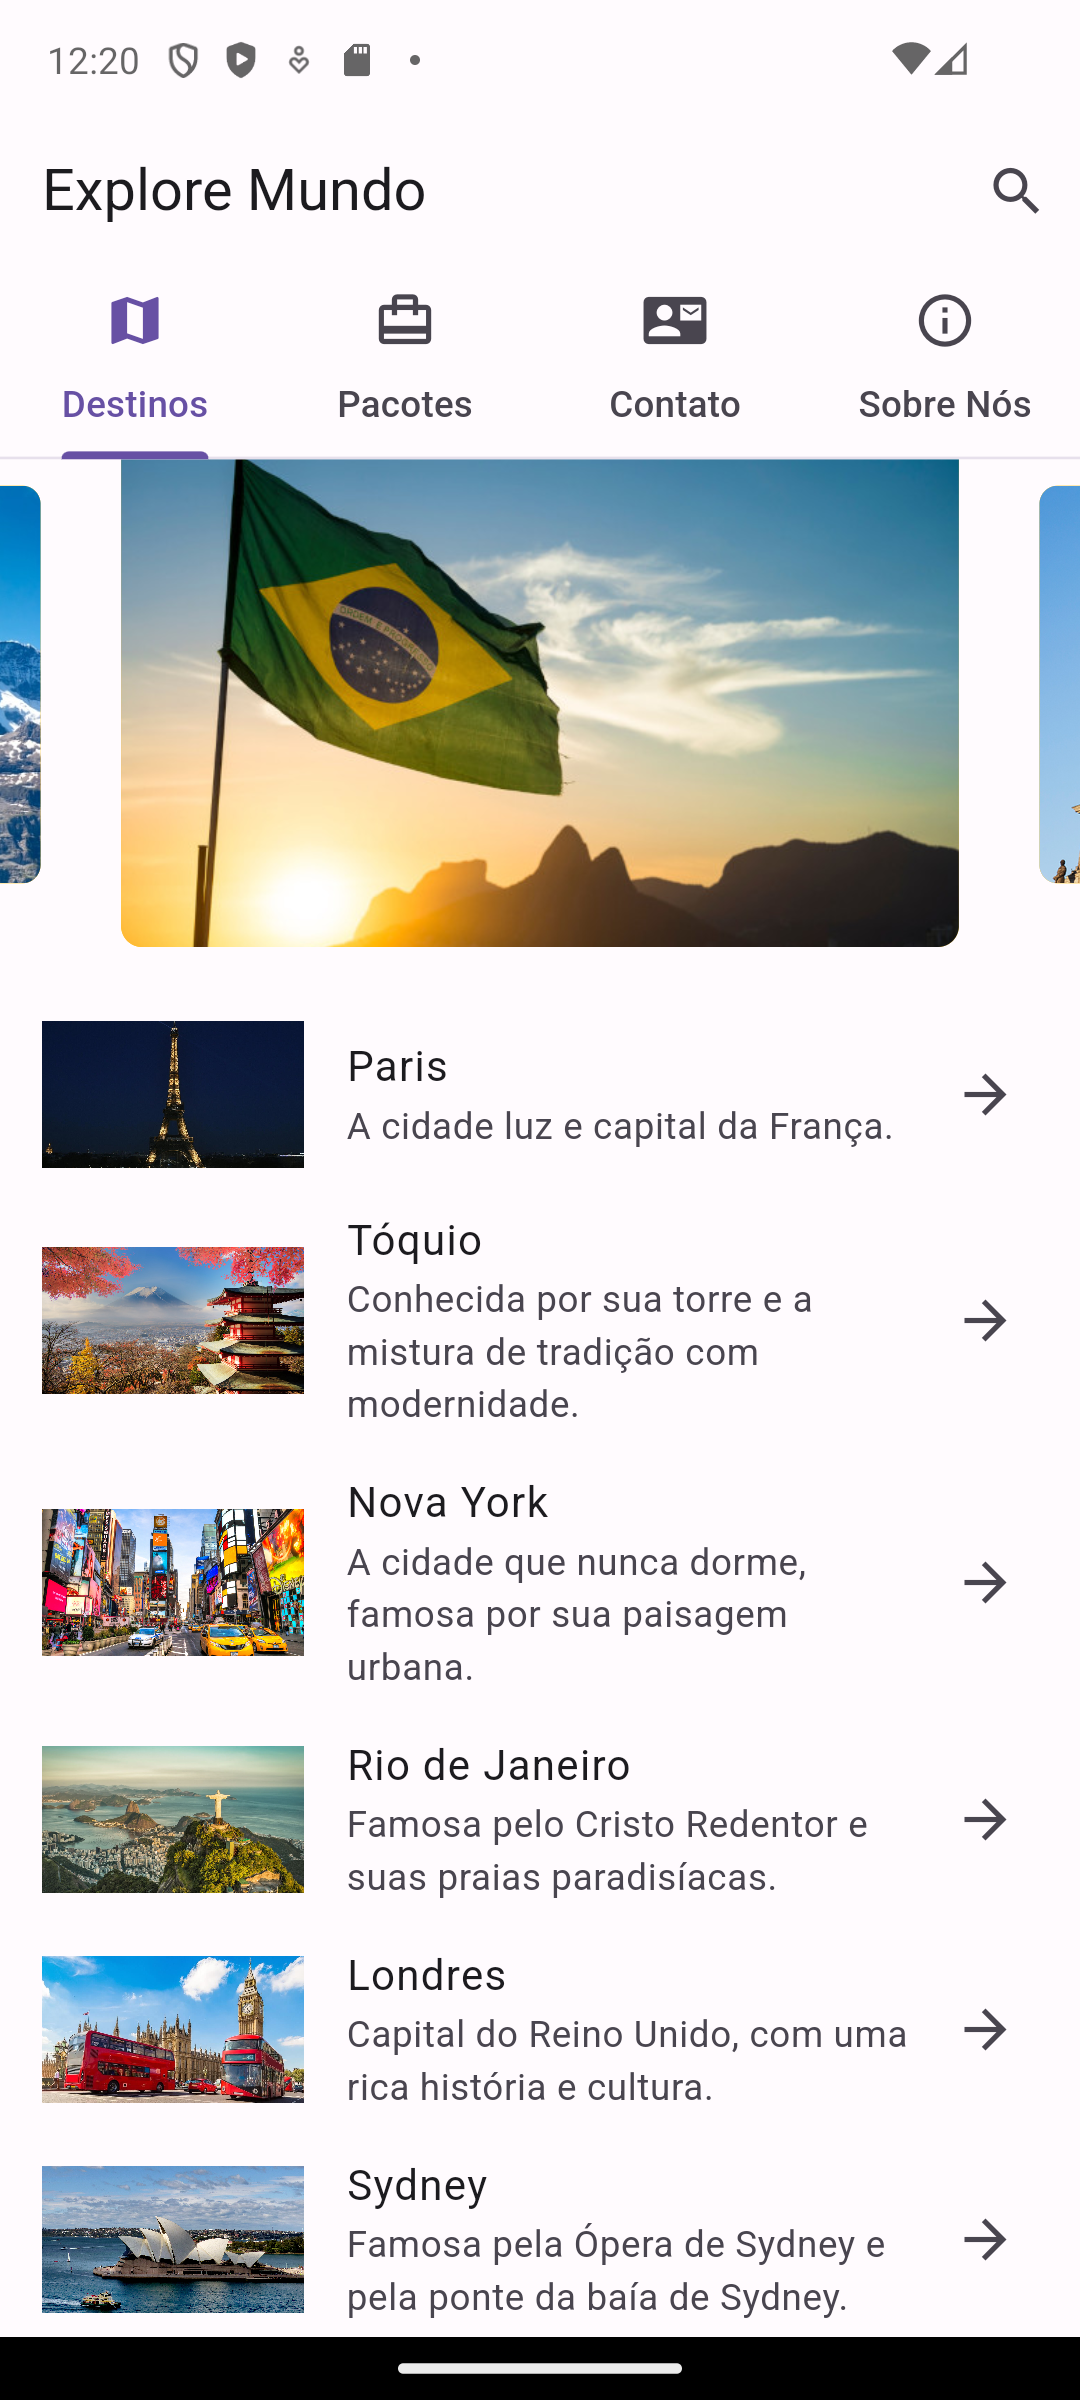 12:20
Explore Mundo
Destinos
Pacotes
Contato
Sobre Nós
ORDEM E PROGRESSO
Paris
A cidade luz e capital da França.
Tóquio
Conhecida por sua torre e a
mistura de tradição com
modernidade.
Nova York
A cidade que nunca dorme,
famosa por sua paisagem
urbana.
Rio de Janeiro
Famosa pelo Cristo Redentor e
suas praias paradisíacas.
Londres
Capital do Reino Unido, com uma
rica história e cultura.
Sydney
Famosa pela Ópera de Sydney e
pela ponte da baía de Sydney.